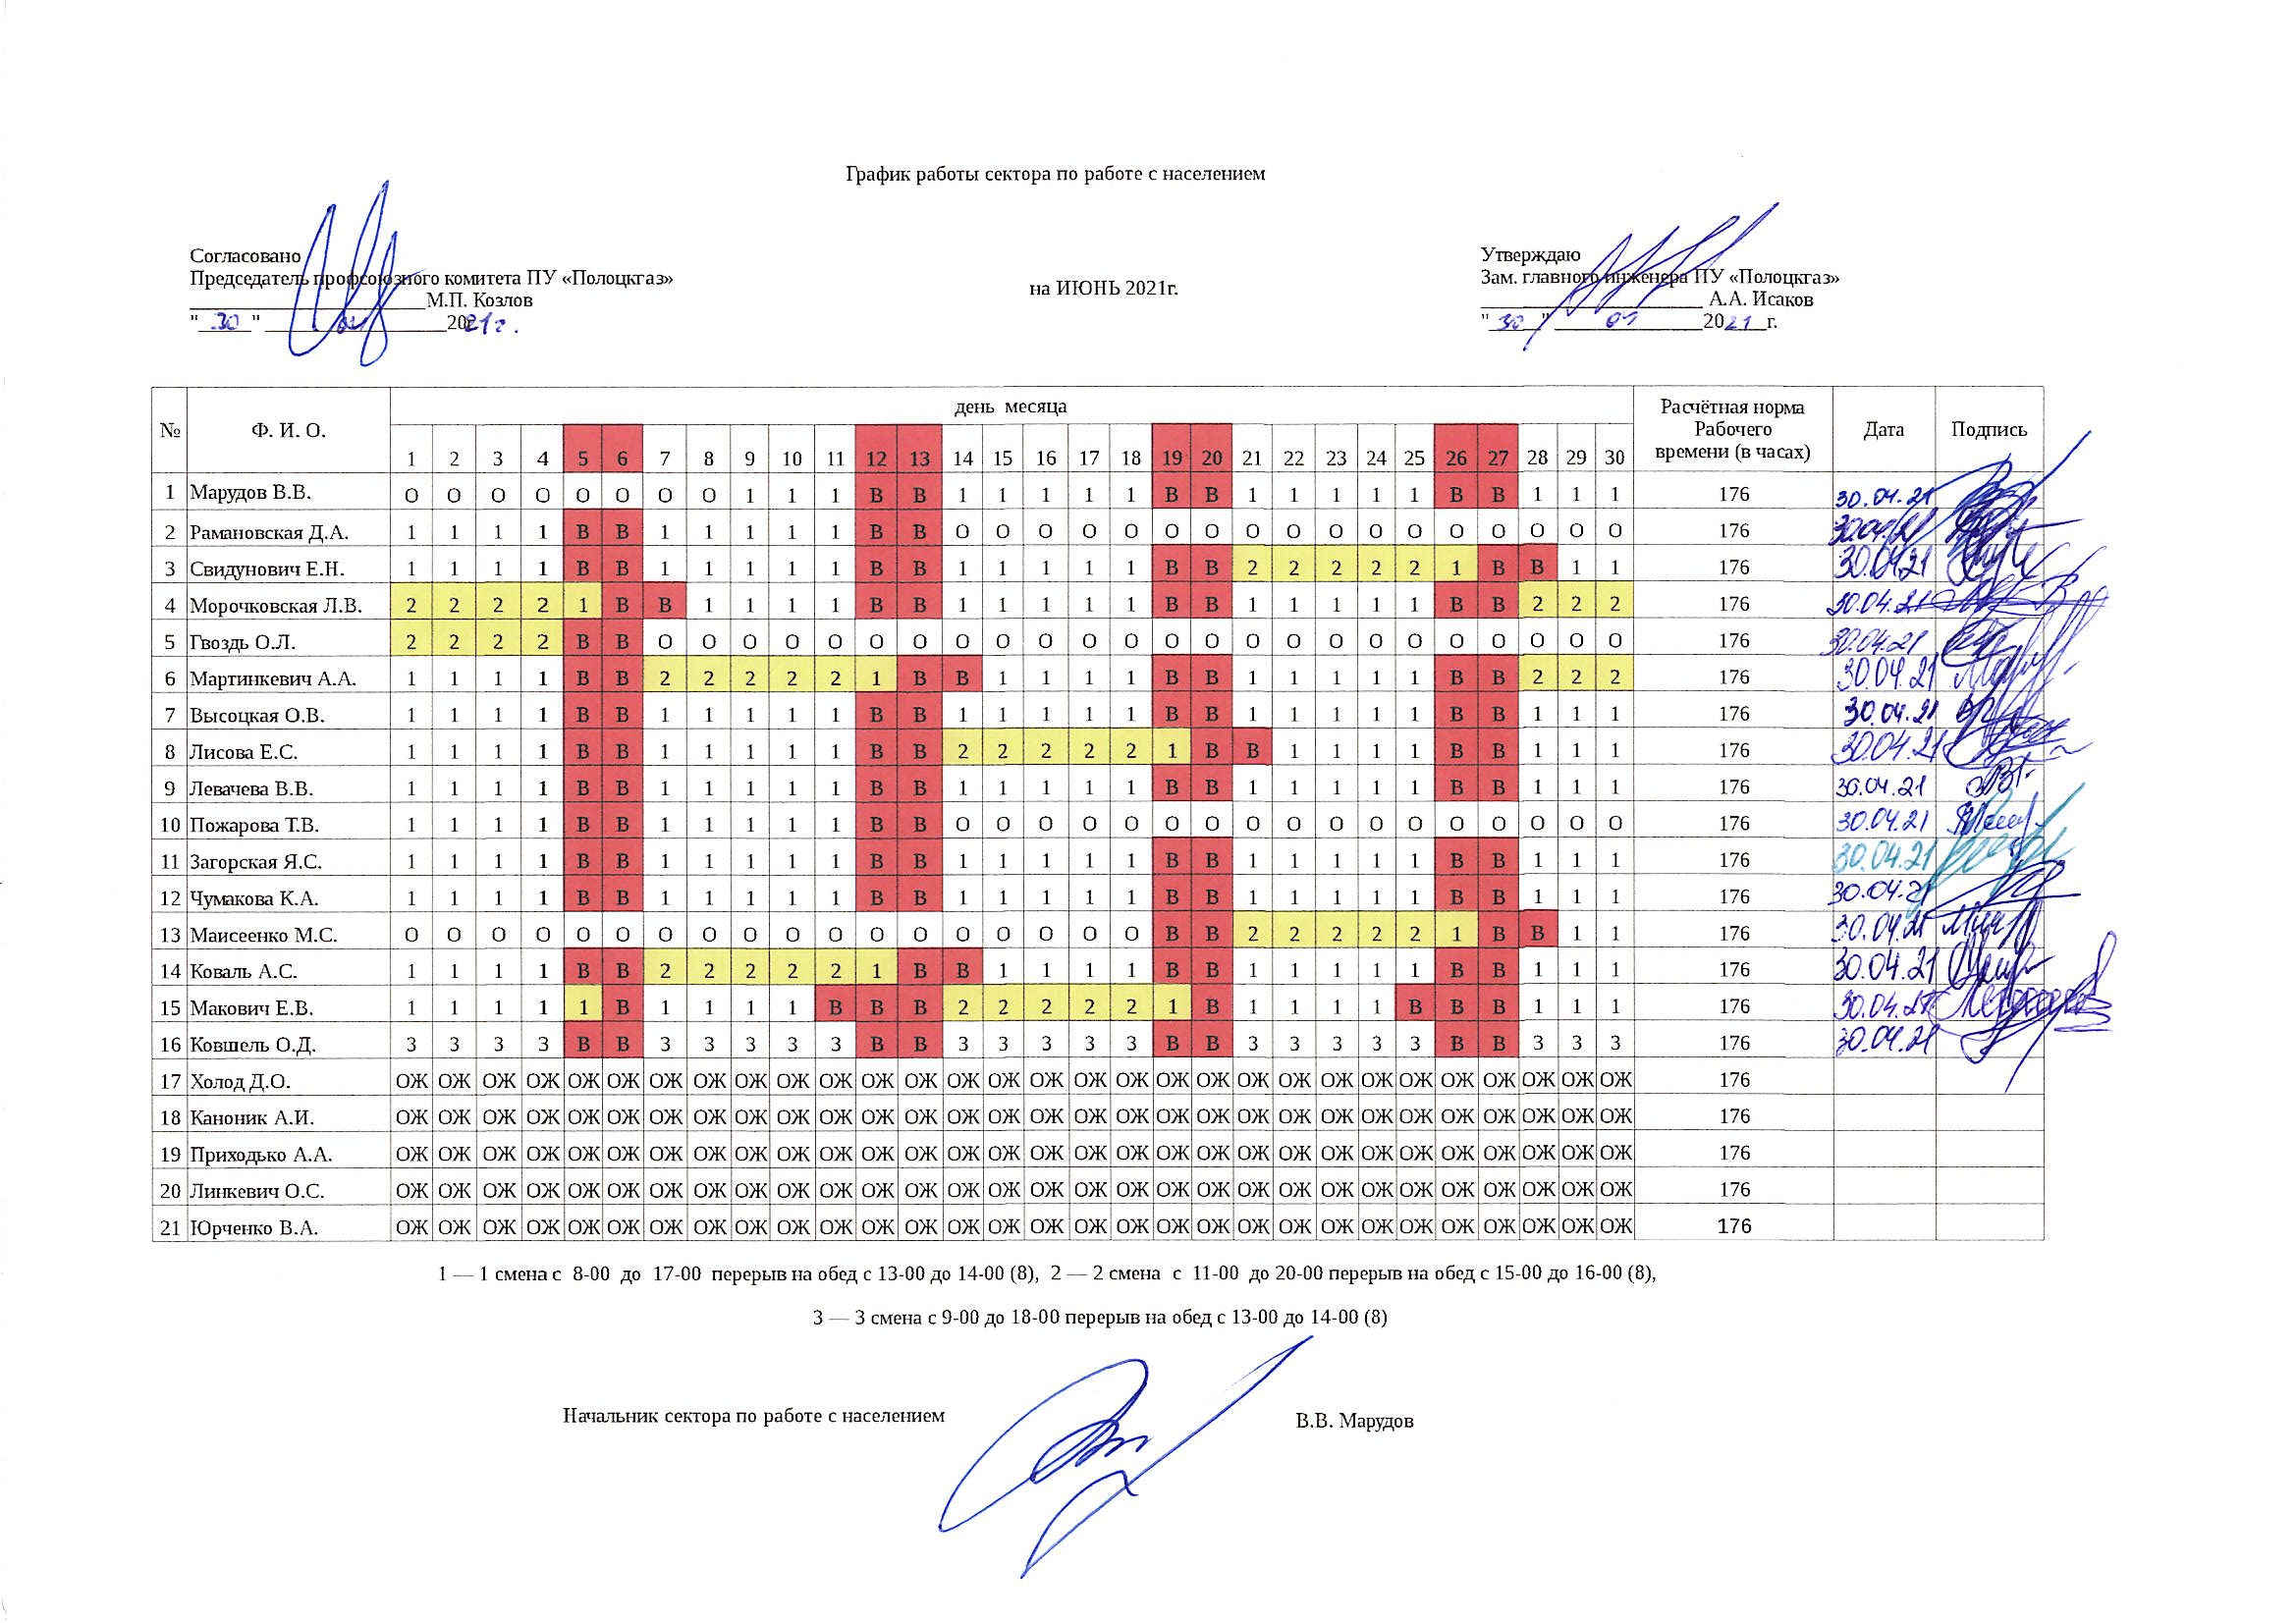 График работы сектора по работе с населением
Согласовано
Председатель профсоюзного комитета ПУ «Полоцкгаз»
М.П. Козлов
"30" 2021г.
на ИЮНЬ 2021г.
Утверждаю
Зам. главного инженера ПУ «Полоцкгаз»
А.А. Исаков
"30" 2021 г.
№ Ф. И. О. день месяца Расчётная норма Рабочего времени (в часах) Дата Подпись
1 2 3 4 5 6 7 8 9 10 11 12 13 14 15 16 17 18 19 20 21 22 23 24 25 26 27 28 29 30
1 Марудов В.В. О О О О О О О О 1 1 1 В В 1 1 1 1 1 В В 1 1 1 1 1 В В 1 1 1 176 30.04.21
2 Рамановская Д.А. 1 1 1 1 В В 1 1 1 1 1 В В О О О О О О О О О О О О О О О О О 176 30.04.21
3 Свидунович Е.Н. 1 1 1 1 В В 1 1 1 1 1 В В 1 1 1 1 1 В В 2 2 2 2 2 1 В В 1 1 176 30.04.21
4 Морочковская Л.В. 2 2 2 2 1 В В 1 1 1 1 В В 1 1 1 1 1 В В 1 1 1 1 1 В В 2 2 2 176 30.04.21
5 Гвоздь О.Л. 2 2 2 2 В В О О О О О О О О О О О О О О О О О О О О О О О О 176 30.04.21
6 Мартинкевич А.А. 1 1 1 1 В В 2 2 2 2 2 1 В В 1 1 1 1 В В 1 1 1 1 1 В В 2 2 2 176 30.04.21
7 Высоцкая О.В. 1 1 1 1 В В 1 1 1 1 1 В В 1 1 1 1 1 В В 1 1 1 1 1 В В 1 1 1 176 30.04.21
8 Лисова Е.С. 1 1 1 1 В В 1 1 1 1 1 В В 2 2 2 2 2 1 В В 1 1 1 1 В В 1 1 1 176 30.04.21
9 Левачева В.В. 1 1 1 1 В В 1 1 1 1 1 В В 1 1 1 1 1 В В 1 1 1 1 1 В В 1 1 1 176 30.04.21
10 Пожарова Т.В. 1 1 1 1 В В 1 1 1 1 1 В В О О О О О О О О О О О О О О О О О 176 30.04.21
11 Загорская Я.С. 1 1 1 1 В В 1 1 1 1 1 В В 1 1 1 1 1 В В 1 1 1 1 1 В В 1 1 1 176 30.04.21
12 Чумакова К.А. 1 1 1 1 В В 1 1 1 1 1 В В 1 1 1 1 1 В В 1 1 1 1 1 В В 1 1 1 176 30.04.21
13 Маисеенко М.С. О О О О О О О О О О О О О О О О О О В В 2 2 2 2 2 1 В В 1 1 176 30.04.21
14 Коваль А.С. 1 1 1 1 В В 2 2 2 2 2 1 В В 1 1 1 1 В В 1 1 1 1 1 В В 1 1 1 176 30.04.21
15 Макович Е.В. 1 1 1 1 1 В 1 1 1 1 В В В 2 2 2 2 2 1 В 1 1 1 1 В В В 1 1 1 176 30.04.21
16 Ковшель О.Д. 3 3 3 3 В В 3 3 3 3 3 В В 3 3 3 3 3 В В 3 3 3 3 3 В В 3 3 3 176 30.04.21
17 Холод Д.О. ОЖ ОЖ ОЖ ОЖ ОЖ ОЖ ОЖ ОЖ ОЖ ОЖ ОЖ ОЖ ОЖ ОЖ ОЖ ОЖ ОЖ ОЖ ОЖ ОЖ ОЖ ОЖ ОЖ ОЖ ОЖ ОЖ ОЖ ОЖ ОЖ ОЖ 176
18 Каноник А.И. ОЖ ОЖ ОЖ ОЖ ОЖ ОЖ ОЖ ОЖ ОЖ ОЖ ОЖ ОЖ ОЖ ОЖ ОЖ ОЖ ОЖ ОЖ ОЖ ОЖ ОЖ ОЖ ОЖ ОЖ ОЖ ОЖ ОЖ ОЖ ОЖ ОЖ 176
19 Приходько А.А. ОЖ ОЖ ОЖ ОЖ ОЖ ОЖ ОЖ ОЖ ОЖ ОЖ ОЖ ОЖ ОЖ ОЖ ОЖ ОЖ ОЖ ОЖ ОЖ ОЖ ОЖ ОЖ ОЖ ОЖ ОЖ ОЖ ОЖ ОЖ ОЖ ОЖ 176
20 Линкевич О.С. ОЖ ОЖ ОЖ ОЖ ОЖ ОЖ ОЖ ОЖ ОЖ ОЖ ОЖ ОЖ ОЖ ОЖ ОЖ ОЖ ОЖ ОЖ ОЖ ОЖ ОЖ ОЖ ОЖ ОЖ ОЖ ОЖ ОЖ ОЖ ОЖ ОЖ 176
21 Юрченко В.А. ОЖ ОЖ ОЖ ОЖ ОЖ ОЖ ОЖ ОЖ ОЖ ОЖ ОЖ ОЖ ОЖ ОЖ ОЖ ОЖ ОЖ ОЖ ОЖ ОЖ ОЖ ОЖ ОЖ ОЖ ОЖ ОЖ ОЖ ОЖ ОЖ ОЖ 176
1 — 1 смена с 8-00 до 17-00 перерыв на обед с 13-00 до 14-00 (8), 2 — 2 смена с 11-00 до 20-00 перерыв на обед с 15-00 до 16-00 (8),
3 — 3 смена с 9-00 до 18-00 перерыв на обед с 13-00 до 14-00 (8)
Начальник сектора по работе с населением
В.В. Марудов